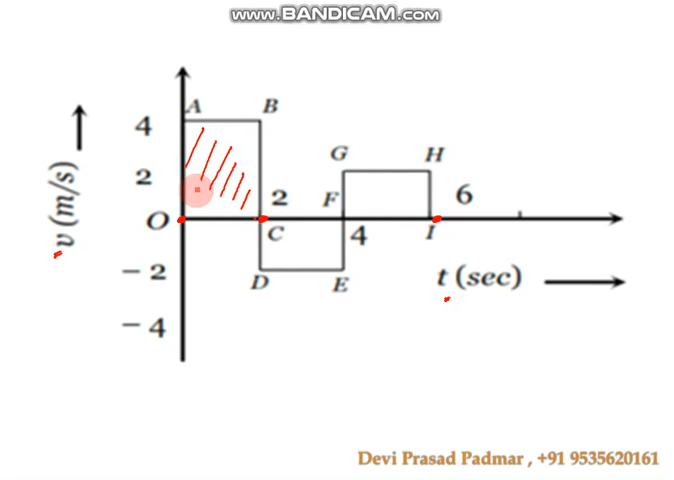 www.BANDICAM.com
A B
4
G H
2
2 F 6
O
C 4 I
v (m/s)
− 2
D E
t (sec)
− 4
Devi Prasad Padmar , +91 9535620161